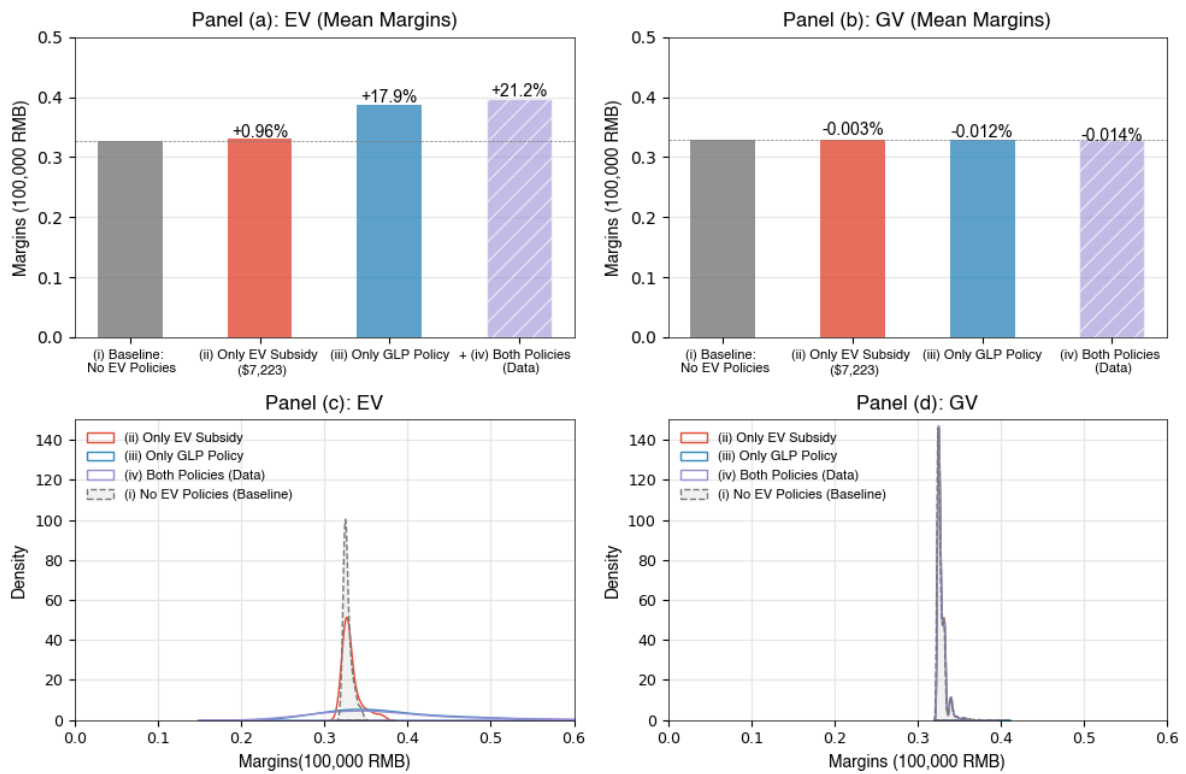 Panel (a): EV (Mean Margins)
Margins (100,000 RMB)
0.5
0.4
0.3
0.2
0.1
0.0
+0.96%
+17.9%
+21.2%
(i) Baseline:
No EV Policies
(ii) Only EV Subsidy
($7,223)
(iii) Only GLP Policy
+ (iv) Both Policies
(Data)
Panel (b): GV (Mean Margins)
Margins (100,000 RMB)
0.5
0.4
0.3
0.2
0.1
0.0
-0.003%
-0.012%
-0.014%
(i) Baseline:
No EV Policies
(ii) Only EV Subsidy
($7,223)
(iii) Only GLP Policy
(iv) Both Policies
(Data)
Panel (c): EV
Density
140
120
100
80
60
40
20
0
(ii) Only EV Subsidy
(iii) Only GLP Policy
(iv) Both Policies (Data)
(i) No EV Policies (Baseline)
0.0 0.1 0.2 0.3 0.4 0.5 0.6
Margins(100,000 RMB)
Panel (d): GV
Density
140
120
100
80
60
40
20
0
(ii) Only EV Subsidy
(iii) Only GLP Policy
(iv) Both Policies (Data)
(i) No EV Policies (Baseline)
0.0 0.1 0.2 0.3 0.4 0.5 0.6
Margins (100,000 RMB)